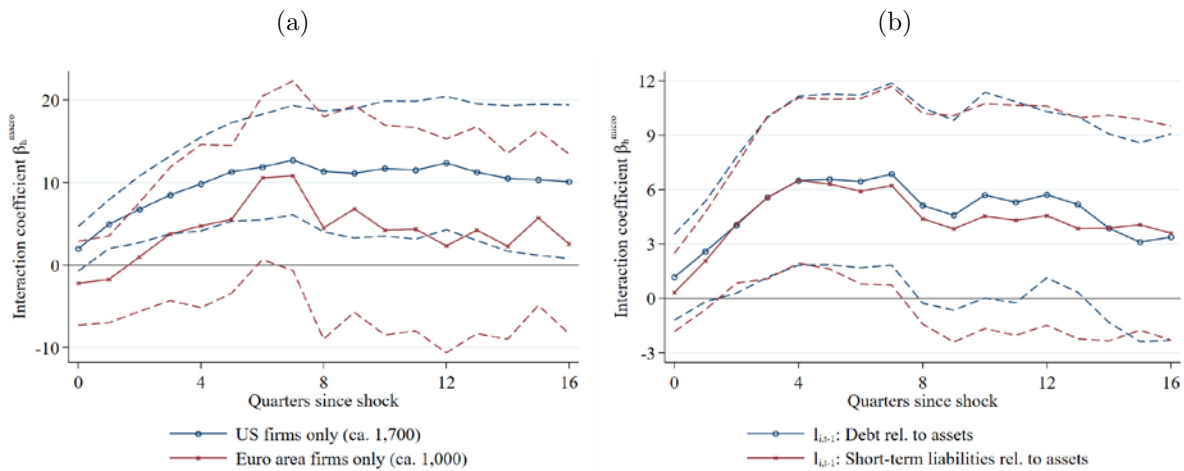 (a)
(b)
Interaction coefficient β_h^micro
20
10
0
-10
0 4 8 12 16
Quarters since shock
US firms only (ca. 1,700)
Euro area firms only (ca. 1,000)
Interaction coefficient β_h^micro
12
9
6
3
0
-3
0 4 8 12 16
Quarters since shock
l_{i,t-1}: Debt rel. to assets
l_{i,t-1}: Short-term liabilities rel. to assets